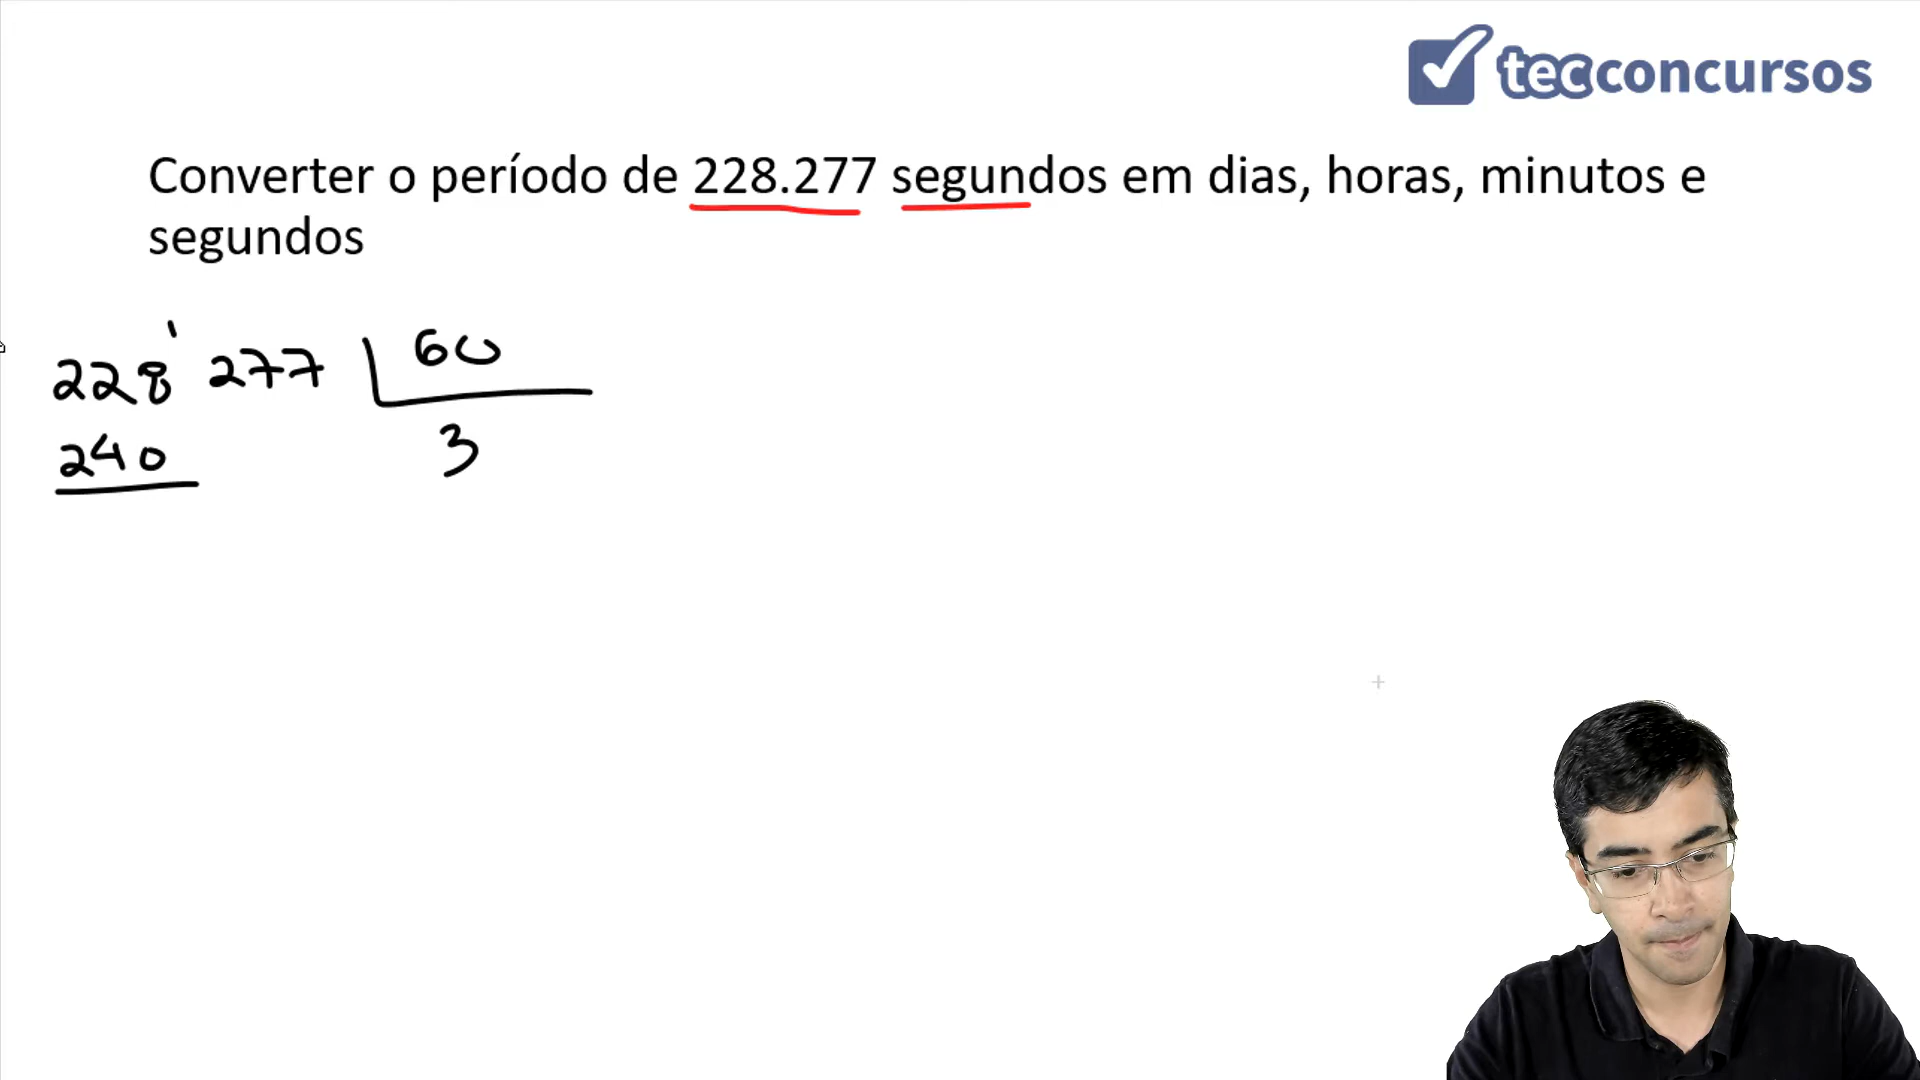 tecconcursos
Converter o período de 228.277 segundos em dias, horas, minutos e
segundos
228 ' 277 60
240 3